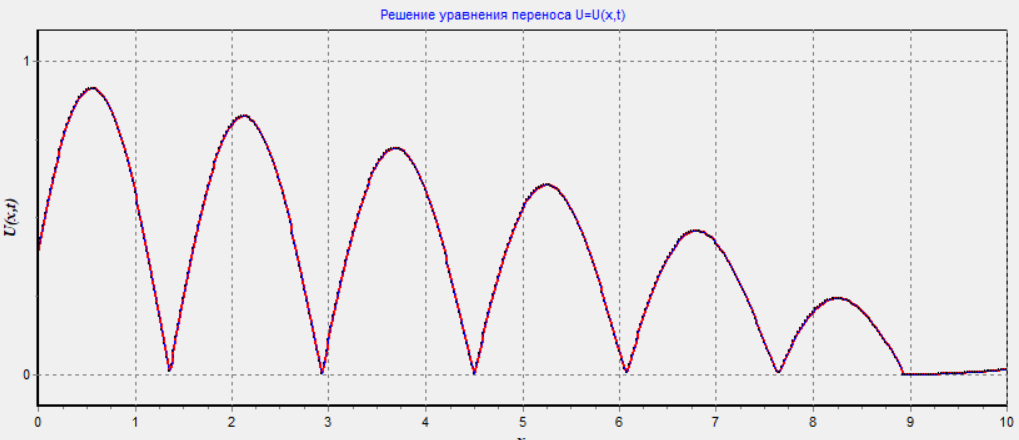 Решение уравнения переноса U=U(x,t)
1
U(x,t)
0
0 1 2 3 4 5 6 7 8 9 10